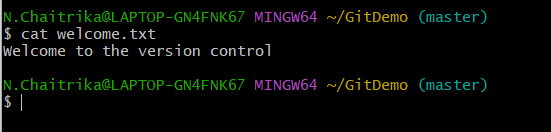 N.Chaitrika@LAPTOP-GN4FNK67 MINGW64 ~/GitDemo (master)
$ cat welcome.txt
Welcome to the version control
N.Chaitrika@LAPTOP-GN4FNK67 MINGW64 ~/GitDemo (master)
$